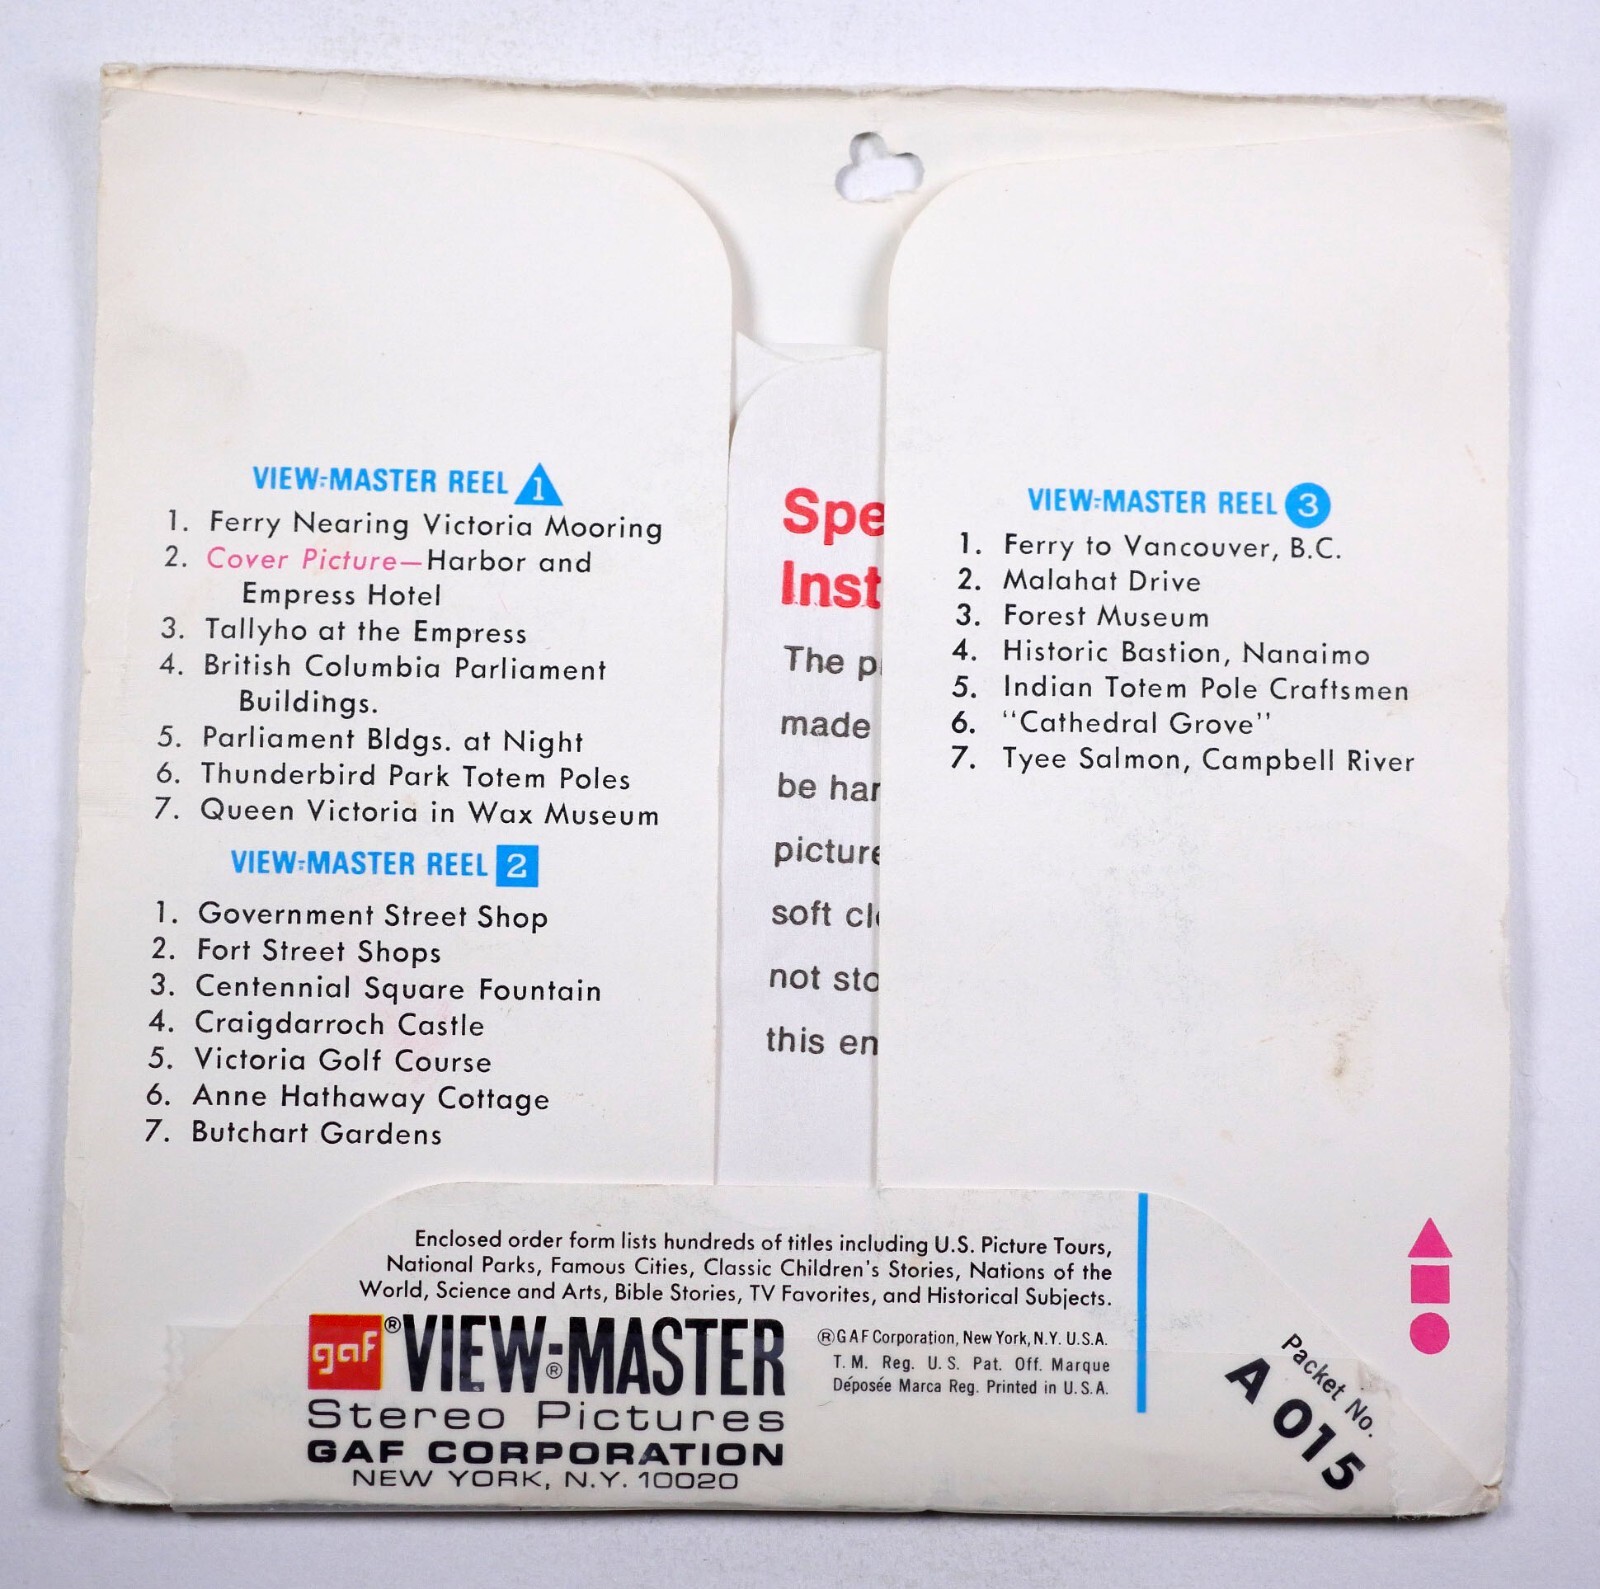 VIEW-MASTER REEL 1
1. Ferry Nearing Victoria Mooring
2. Cover Picture—Harbor and
Empress Hotel
3. Tallyho at the Empress
4. British Columbia Parliament
Buildings.
5. Parliament Bldgs. at Night
6. Thunderbird Park Totem Poles
7. Queen Victoria in Wax Museum
VIEW-MASTER REEL 2
1. Government Street Shop
2. Fort Street Shops
3. Centennial Square Fountain
4. Craigdarroch Castle
5. Victoria Golf Course
6. Anne Hathaway Cottage
7. Butchart Gardens
Spe
Inst
The p
made
be har
picture
soft cl
not sto
this en
VIEW-MASTER REEL 3
1. Ferry to Vancouver, B.C.
2. Malahat Drive
3. Forest Museum
4. Historic Bastion, Nanaimo
5. Indian Totem Pole Craftsmen
6. "Cathedral Grove"
7. Tyee Salmon, Campbell River
Enclosed order form lists hundreds of titles including U.S. Picture Tours,
National Parks, Famous Cities, Classic Children's Stories, Nations of the
World, Science and Arts, Bible Stories, TV Favorites, and Historical Subjects.
gaf ® VIEW-MASTER ®
Stereo Pictures
GAF CORPORATION
NEW YORK, N.Y. 10020
®GAF Corporation, New York, N.Y. U.S.A.
T.M. Reg. U.S. Pat. Off. Marque
Déposée Marca Reg. Printed in U.S.A.
Packet No.
A 015